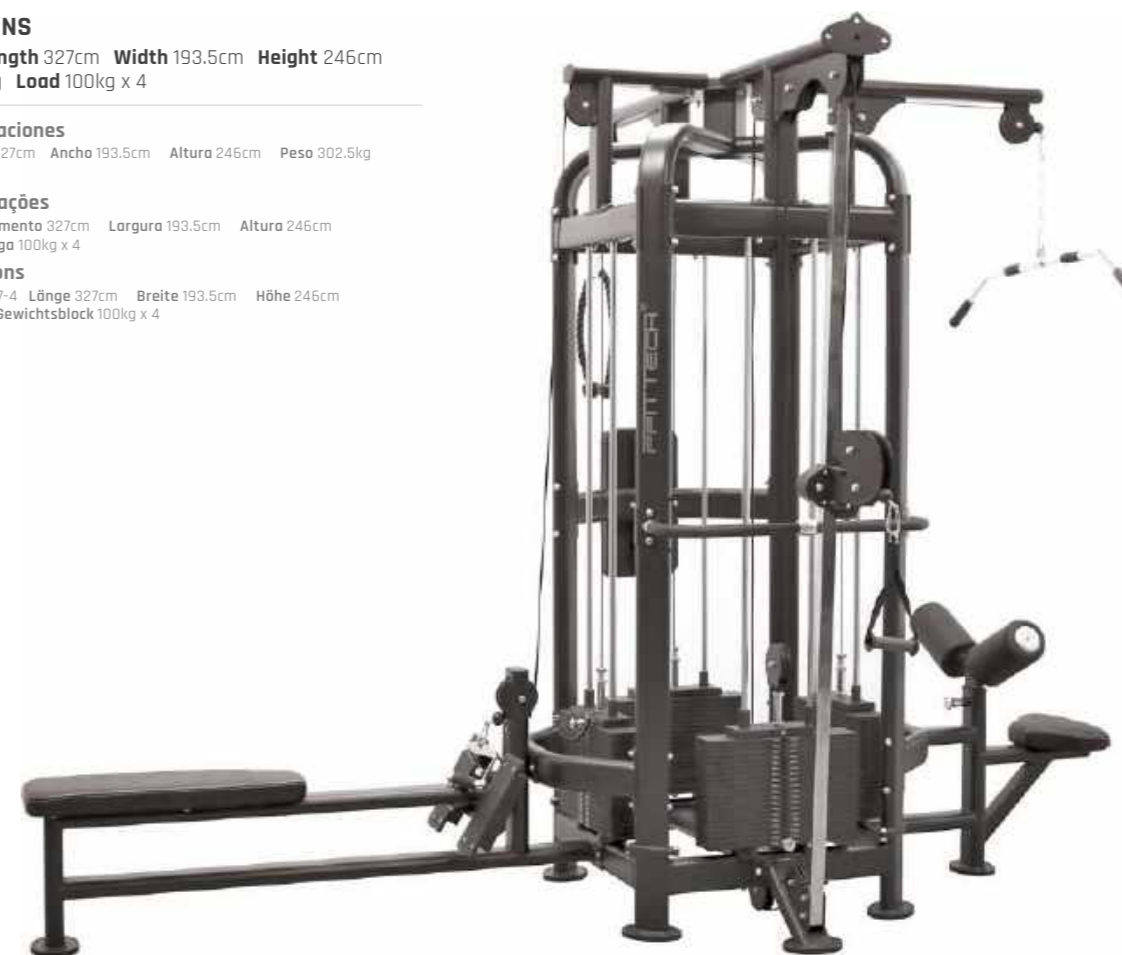 NS
ngth 327cm Width 193.5cm Height 246cm
Load 100kg x 4
aciones
27cm Ancho 193.5cm Altura 246cm Peso 302.5kg
ações
mento 327cm Largura 193.5cm Altura 246cm
ga 100kg x 4
ons
7-4 Länge 327cm Breite 193.5cm Höhe 246cm
Gewichtsblock 100kg x 4
FFITTECH®